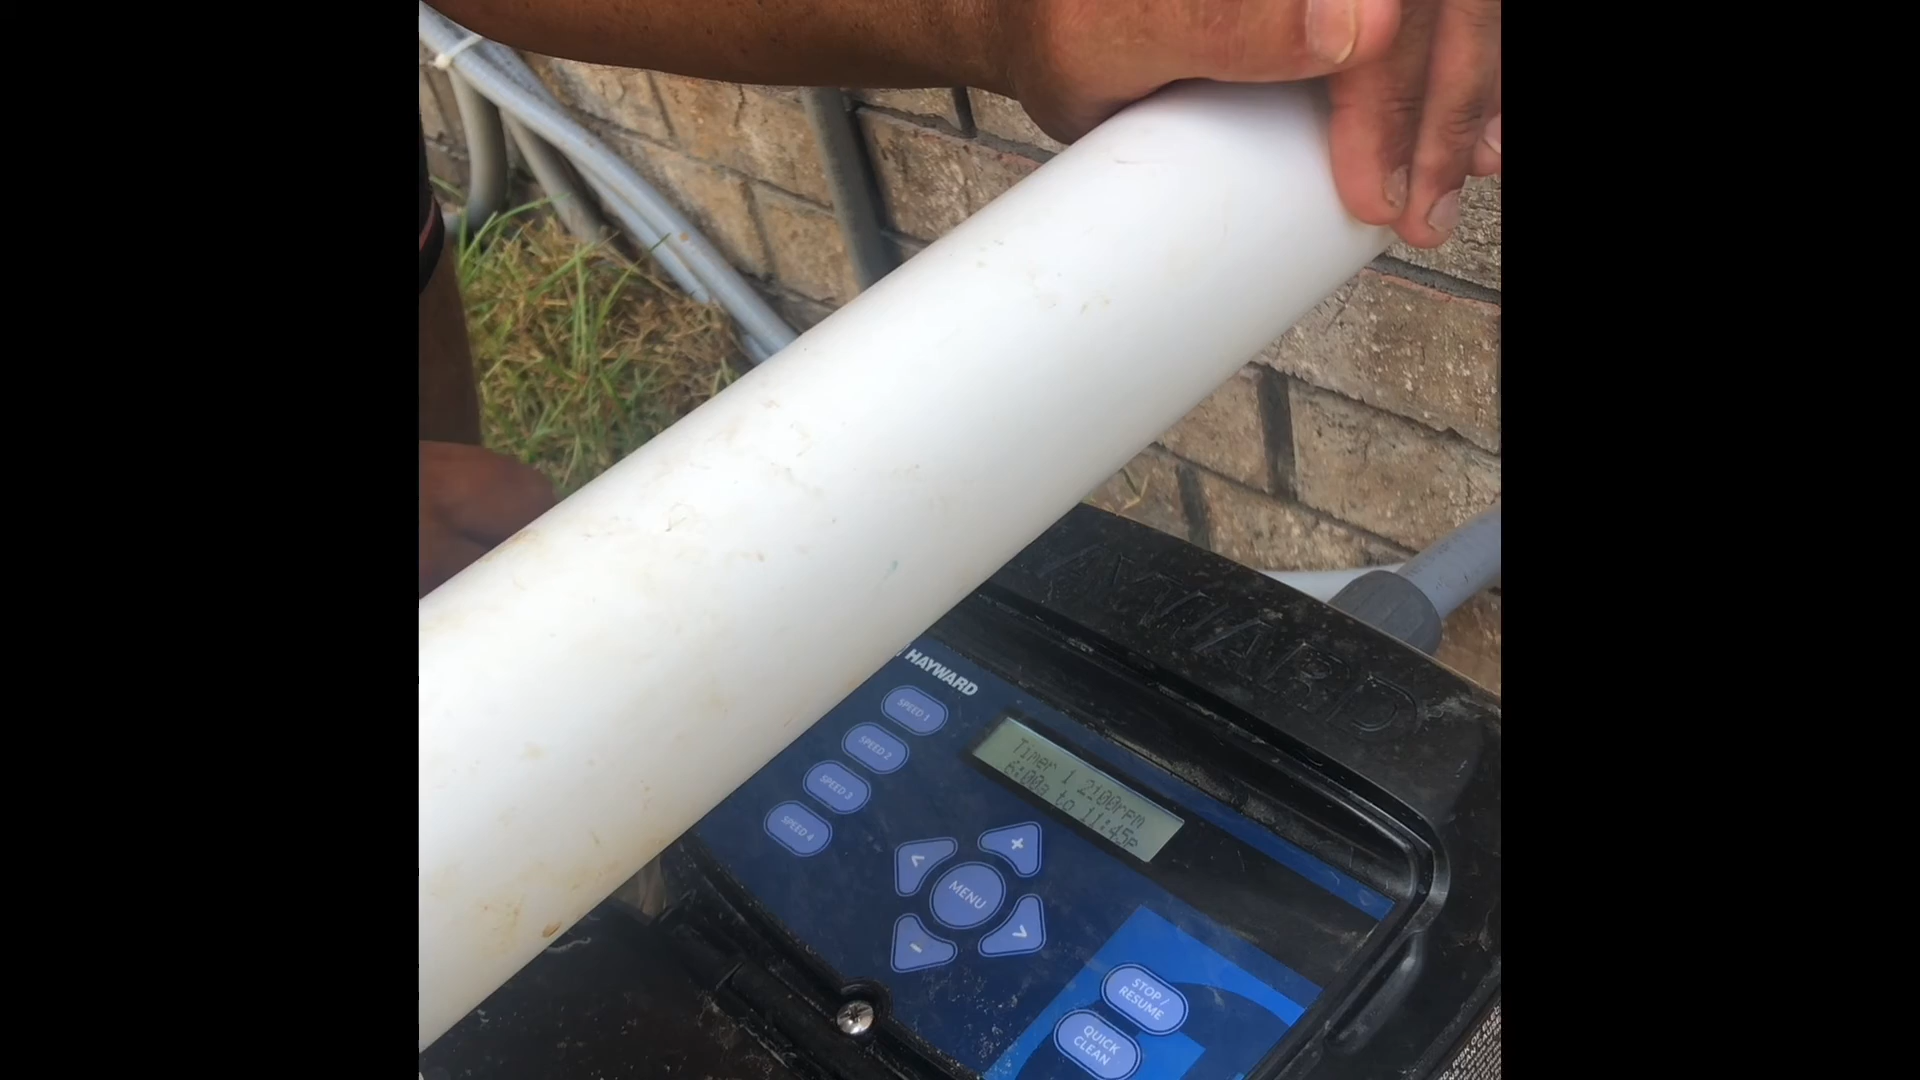 HAYWARD
HAYWARD
SPEED 1
SPEED 2
SPEED 3
SPEED 4
Timer 1 2100rpm
6:00a to 11:45p
+
<
MENU
>
-
STOP/
RESUME
QUICK
CLEAN